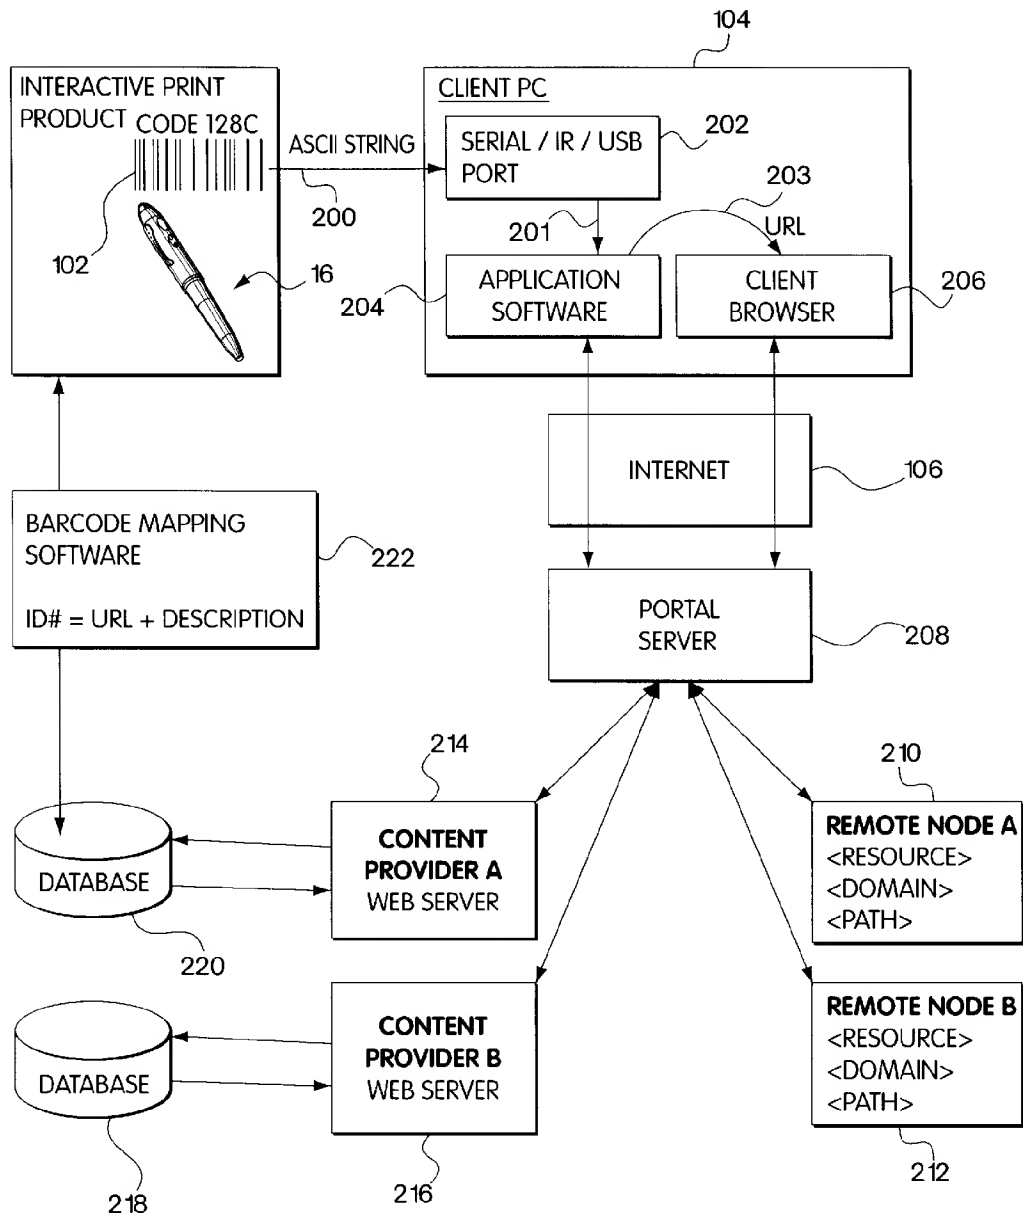 104
INTERACTIVE PRINT
PRODUCT
CODE 128C
102
16
ASCII STRING
200
CLIENT PC
SERIAL / IR / USB
PORT
202
201
203
URL
204
APPLICATION
SOFTWARE
CLIENT
BROWSER
206
INTERNET
106
BARCODE MAPPING
SOFTWARE
ID# = URL + DESCRIPTION
222
PORTAL
SERVER
208
214
210
DATABASE
220
CONTENT
PROVIDER A
WEB SERVER
REMOTE NODE A
<RESOURCE>
<DOMAIN>
<PATH>
DATABASE
218
CONTENT
PROVIDER B
WEB SERVER
216
REMOTE NODE B
<RESOURCE>
<DOMAIN>
<PATH>
212